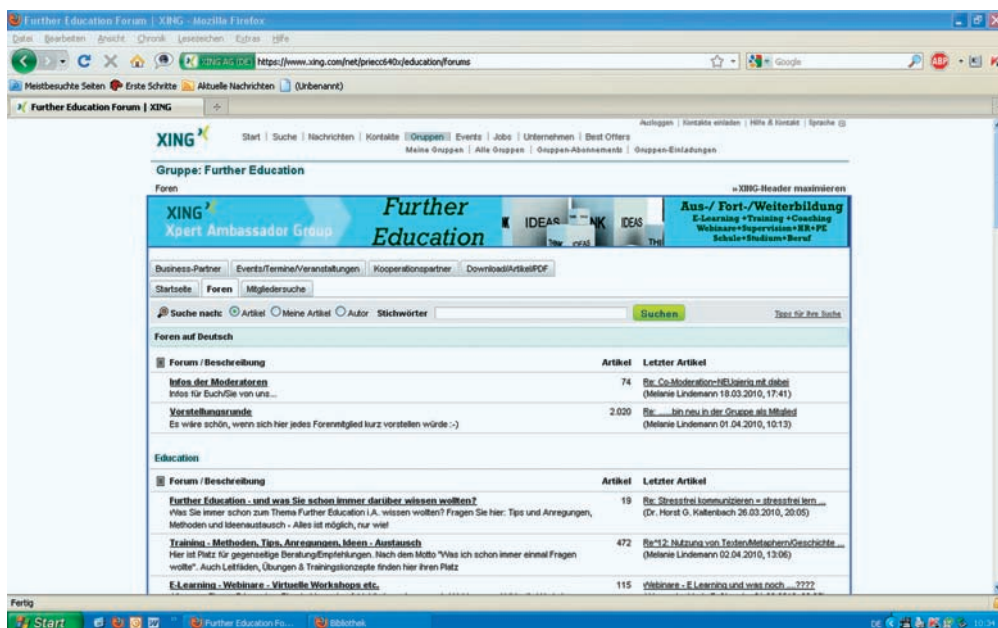 Further Education Forum | XING - Mozilla Firefox
Datei Bearbeiten Ansicht Chronik Lesezeichen Extras Hilfe
XING AG (DE) https://www.xing.com/net/priecc640x/education/forums
Google
ABP
Meistbesuchte Seiten Erste Schritte Aktuelle Nachrichten (Unbenannt)
Further Education Forum | XING
Ausloggen | Kontakte einladen | Hilfe & Kontakt | Sprache
XING
Start | Suche | Nachrichten | Kontakte | Gruppen | Events | Jobs | Unternehmen | Best Offers
Meine Gruppen | Alle Gruppen | Gruppen-Abonnements | Gruppen-Einladungen
Gruppe: Further Education
Foren
»XING-Header maximieren
XING
Xpert Ambassador Group
Further
Education
IDEAS NK IDEAS
Aus-/ Fort-/Weiterbildung
E-Learning +Training +Coaching
Webinare+Supervision+HR+PE
Schule+Studium+Beruf
Business-Partner Events/Termine/Veranstaltungen Kooperationspartner Download/Artikel/PDF
Startseite Foren Mitgliedersuche
Suche nach: Artikel Meine Artikel Autor Stichwörter Suchen Tipps für Ihre Suche
Foren auf Deutsch
Forum / Beschreibung Artikel Letzter Artikel
Infos der Moderatoren 74 Re: Co-Moderation=NEUgierig mit dabei
Infos für Euch/Sie von uns... (Melanie Lindemann 18.03.2010, 17:41)
Vorstellungsrunde 2.020 Re: ......bin neu in der Gruppe als Mitglied
Es wäre schön, wenn sich hier jedes Forenmitglied kurz vorstellen würde :-) (Melanie Lindemann 01.04.2010, 10:13)
Education
Forum / Beschreibung Artikel Letzter Artikel
Further Education - und was Sie schon immer darüber wissen wollten? 19 Re: Stressfrei kommunizieren = stressfrei lern ...
Was Sie immer schon zum Thema Further Education i.A. wissen wollten? Fragen Sie hier: Tips und Anregungen, (Dr. Horst G. Kaltenbach 26.03.2010, 20:05)
Methoden und Ideenaustausch - Alles ist möglich, nur wie!
Training - Methoden, Tips, Anregungen, Ideen - Austausch 472 Re^12: Nutzung von Texten/Metaphern/Geschichte ...
Hier ist Platz für gegenseitige Beratung/Empfehlungen. Nach dem Motto "Was ich schon immer einmal Fragen (Melanie Lindemann 02.04.2010, 13:06)
wollte". Auch Leitfäden, Übungen & Trainingskonzepte finden hier ihren Platz
E-Learning - Webinare - Virtuelle Workshops etc. 115 Webinare - E Learning und was noch ....????
Fertig
Start Further Education Fo... Bibliothek DE 10:34